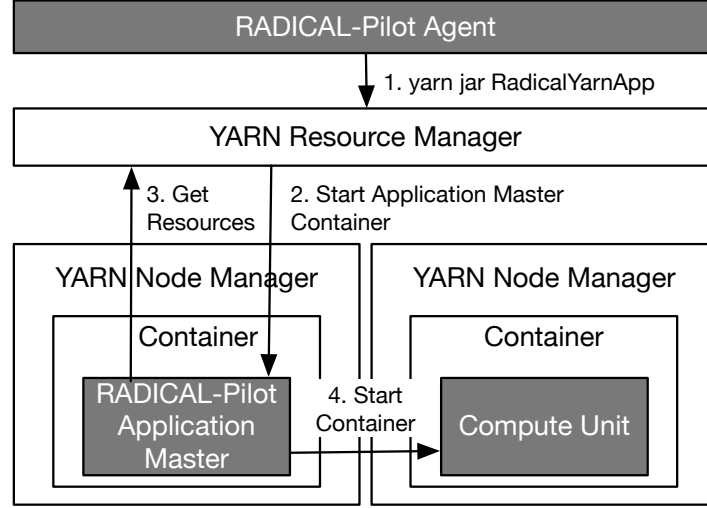 RADICAL-Pilot Agent
1. yarn jar RadicalYarnApp
YARN Resource Manager
3. Get
Resources
2. Start Application Master
Container
YARN Node Manager
Container
RADICAL-Pilot
Application
Master
4. Start
Container
YARN Node Manager
Container
Compute Unit